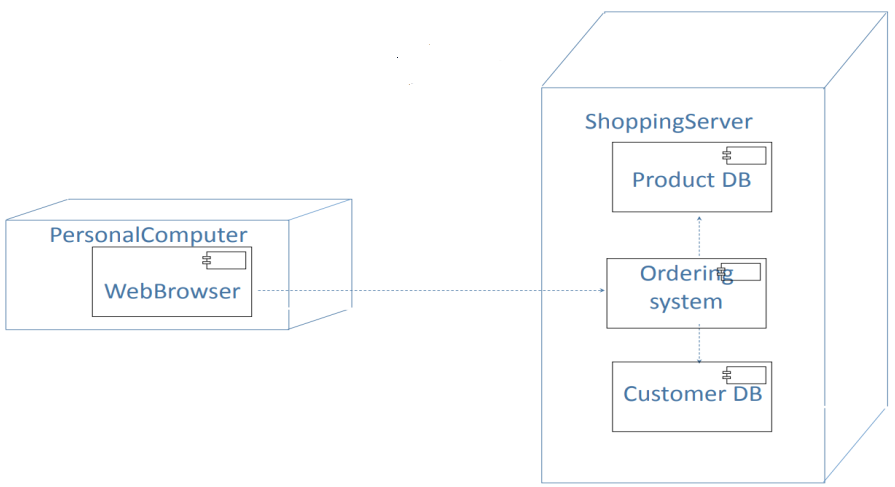 ShoppingServer
Product DB
PersonalComputer
WebBrowser
Ordering
system
Customer DB